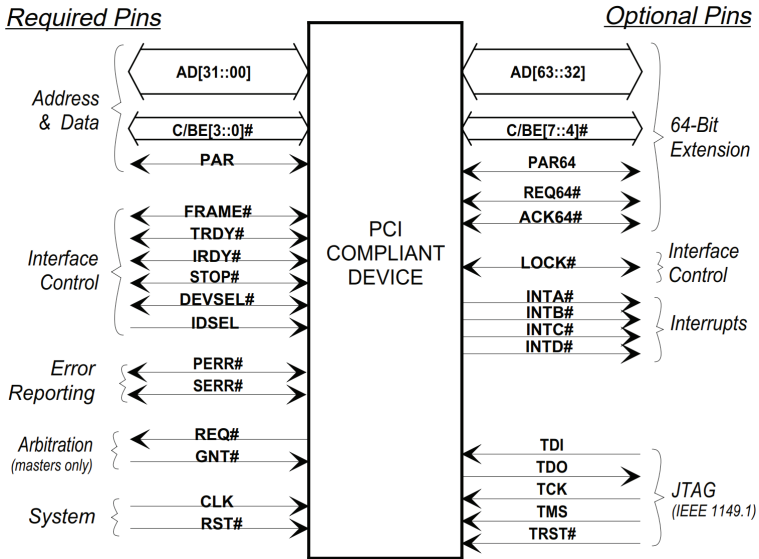 Required Pins
Optional Pins
Address
& Data
AD[31::00]
C/BE[3::0]#
PAR
Interface
Control
FRAME#
TRDY#
IRDY#
STOP#
DEVSEL#
IDSEL
Error
Reporting
PERR#
SERR#
Arbitration
(masters only)
REQ#
GNT#
System
CLK
RST#
PCI
COMPLIANT
DEVICE
AD[63::32]
C/BE[7::4]#
PAR64
REQ64#
ACK64#
64-Bit
Extension
LOCK#
Interface
Control
INTA#
INTB#
INTC#
INTD#
Interrupts
TDI
TDO
TCK
TMS
TRST#
JTAG
(IEEE 1149.1)